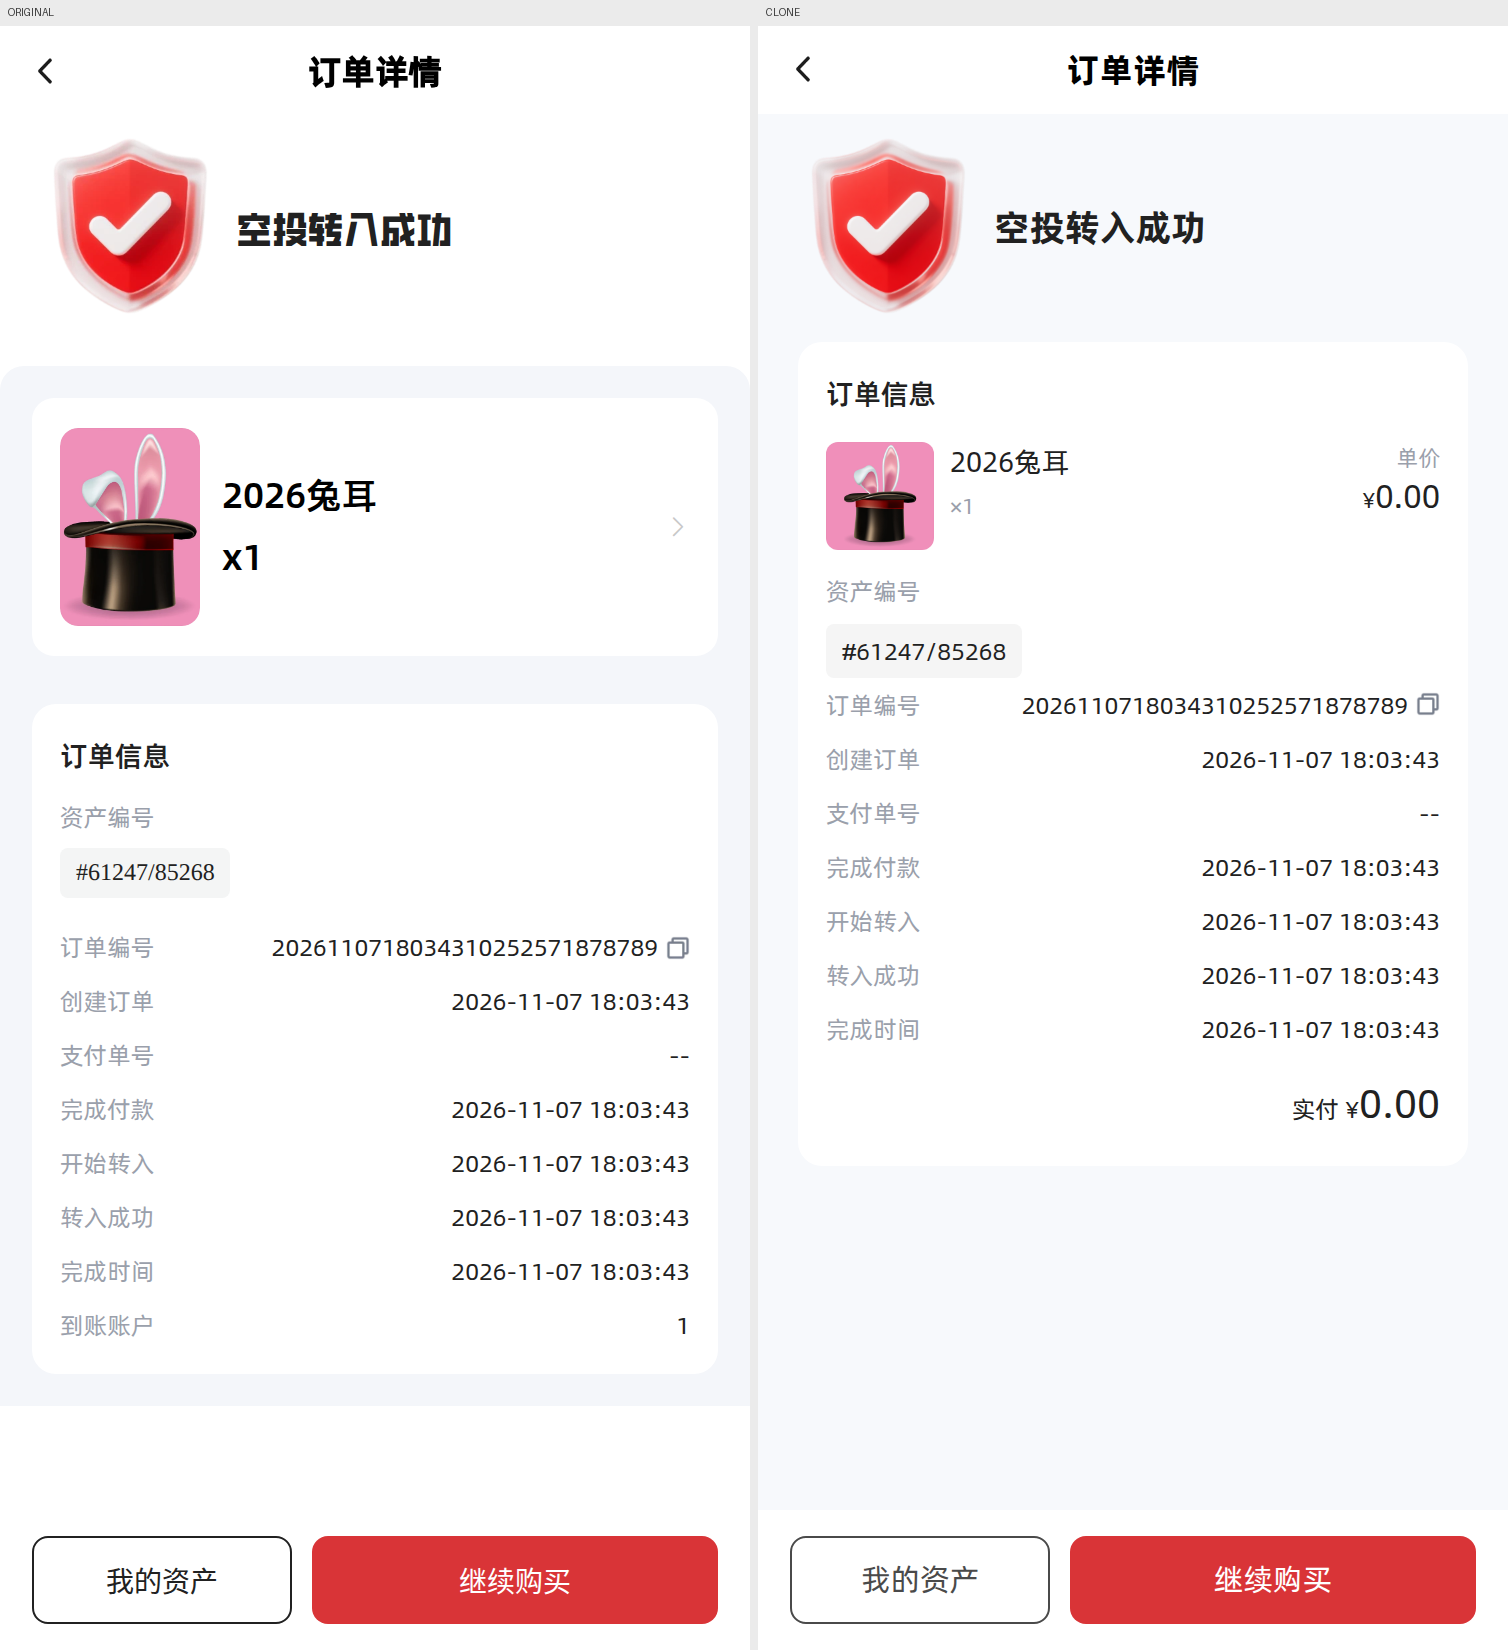 ORIGINAL
订单详情
空投转入成功
2026兔耳
x1
订单信息
资产编号
#61247/85268
订单编号 20261107180343102525718​78789
创建订单 2026-11-07 18:03:43
支付单号 --
完成付款 2026-11-07 18:03:43
开始转入 2026-11-07 18:03:43
转入成功 2026-11-07 18:03:43
完成时间 2026-11-07 18:03:43
到账账户 1
我的资产 继续购买
CLONE
订单详情
空投转入成功
订单信息
2026兔耳 单价
×1 ¥0.00
资产编号
#61247/85268
订单编号 2026110718034310252571878789
创建订单 2026-11-07 18:03:43
支付单号 --
完成付款 2026-11-07 18:03:43
开始转入 2026-11-07 18:03:43
转入成功 2026-11-07 18:03:43
完成时间 2026-11-07 18:03:43
实付 ¥0.00
我的资产 继续购买